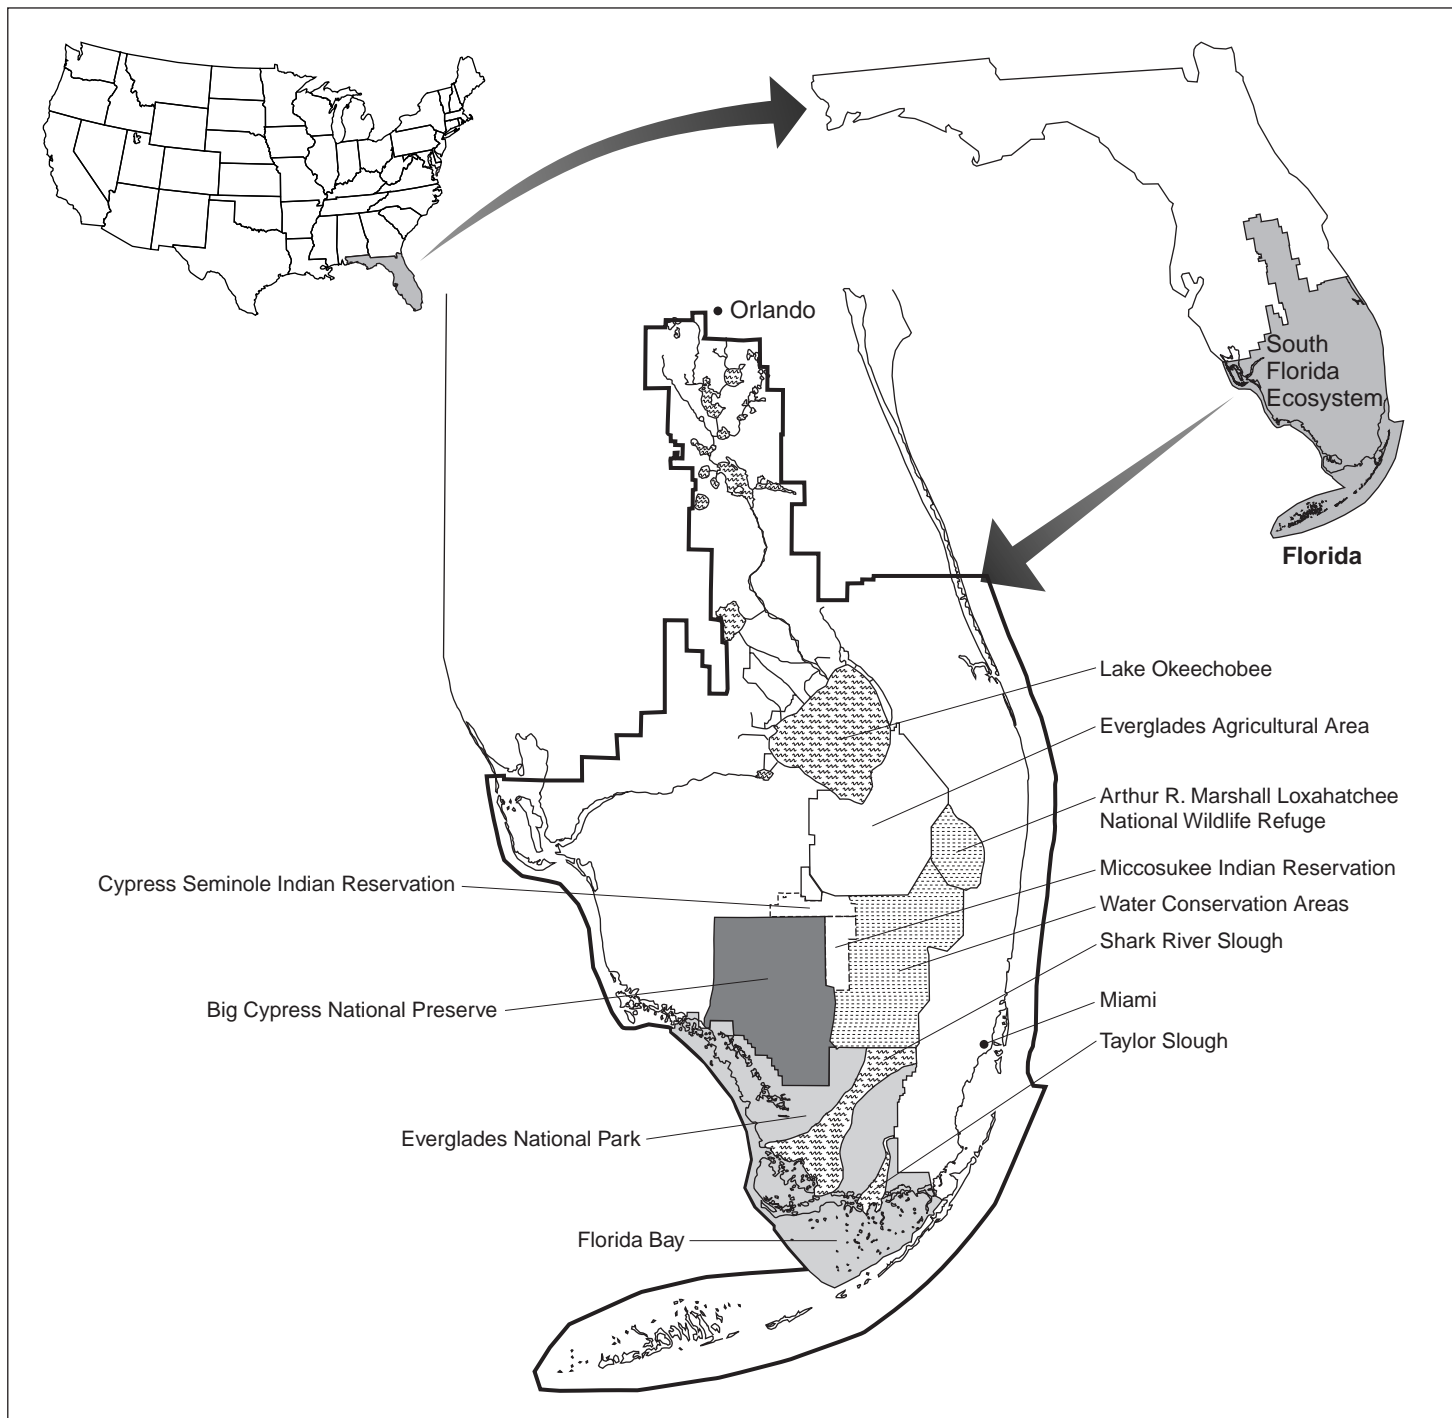 Orlando
South
Florida
Ecosystem
Florida
Lake Okeechobee
Everglades Agricultural Area
Arthur R. Marshall Loxahatchee
National Wildlife Refuge
Miccosukee Indian Reservation
Cypress Seminole Indian Reservation
Water Conservation Areas
Shark River Slough
Big Cypress National Preserve
Miami
Taylor Slough
Everglades National Park
Florida Bay